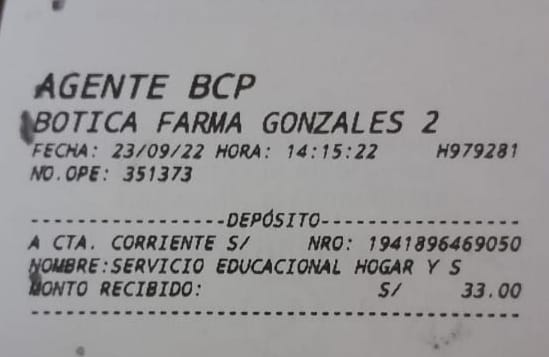 AGENTE BCP
BOTICA FARMA GONZALES 2
FECHA: 23/09/22 HORA: 14:15:22 H979281
NO.OPE: 351373
------------------DEPÓSITO------------------
A CTA. CORRIENTE S/ NRO: 1941896469050
NOMBRE:SERVICIO EDUCACIONAL HOGAR Y S
MONTO RECIBIDO: S/ 33.00
--------------------------------------------